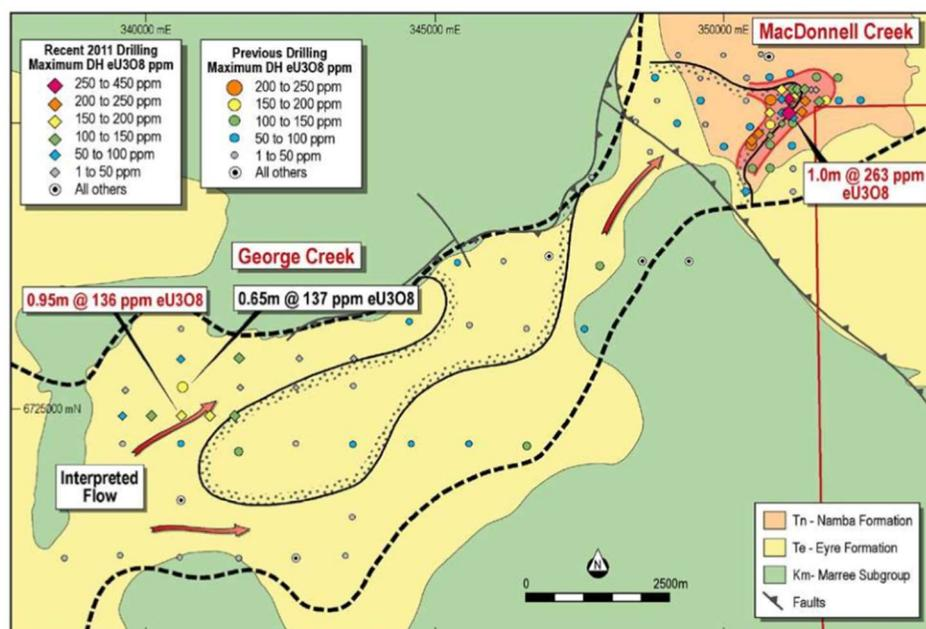 340000 mE
345000 mE
350000 mE
Recent 2011 Drilling
Maximum DH eU3O8 ppm
250 to 450 ppm
200 to 250 ppm
150 to 200 ppm
100 to 150 ppm
50 to 100 ppm
1 to 50 ppm
All others
Previous Drilling
Maximum DH eU3O8 ppm
200 to 250 ppm
150 to 200 ppm
100 to 150 ppm
50 to 100 ppm
1 to 50 ppm
All others
MacDonnell Creek
1.0m @ 263 ppm
eU3O8
George Creek
0.95m @ 136 ppm eU3O8
0.65m @ 137 ppm eU3O8
6725000 mN
Interpreted
Flow
N
0
2500m
Tn - Namba Formation
Te - Eyre Formation
Km- Marree Subgroup
Faults